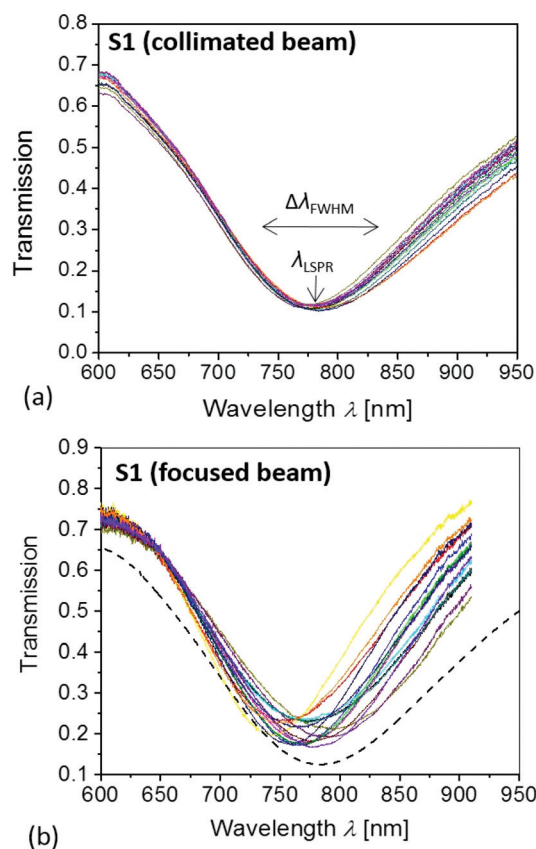 S1 (collimated beam)
0.8
0.7
0.6
0.5
0.4
0.3
0.2
0.1
0.0
Transmission
ΔλFWHM
λLSPR
600 650 700 750 800 850 900 950
Wavelength λ [nm]
(a)
S1 (focused beam)
0.9
0.8
0.7
0.6
0.5
0.4
0.3
0.2
0.1
Transmission
600 650 700 750 800 850 900 950
Wavelength λ [nm]
(b)